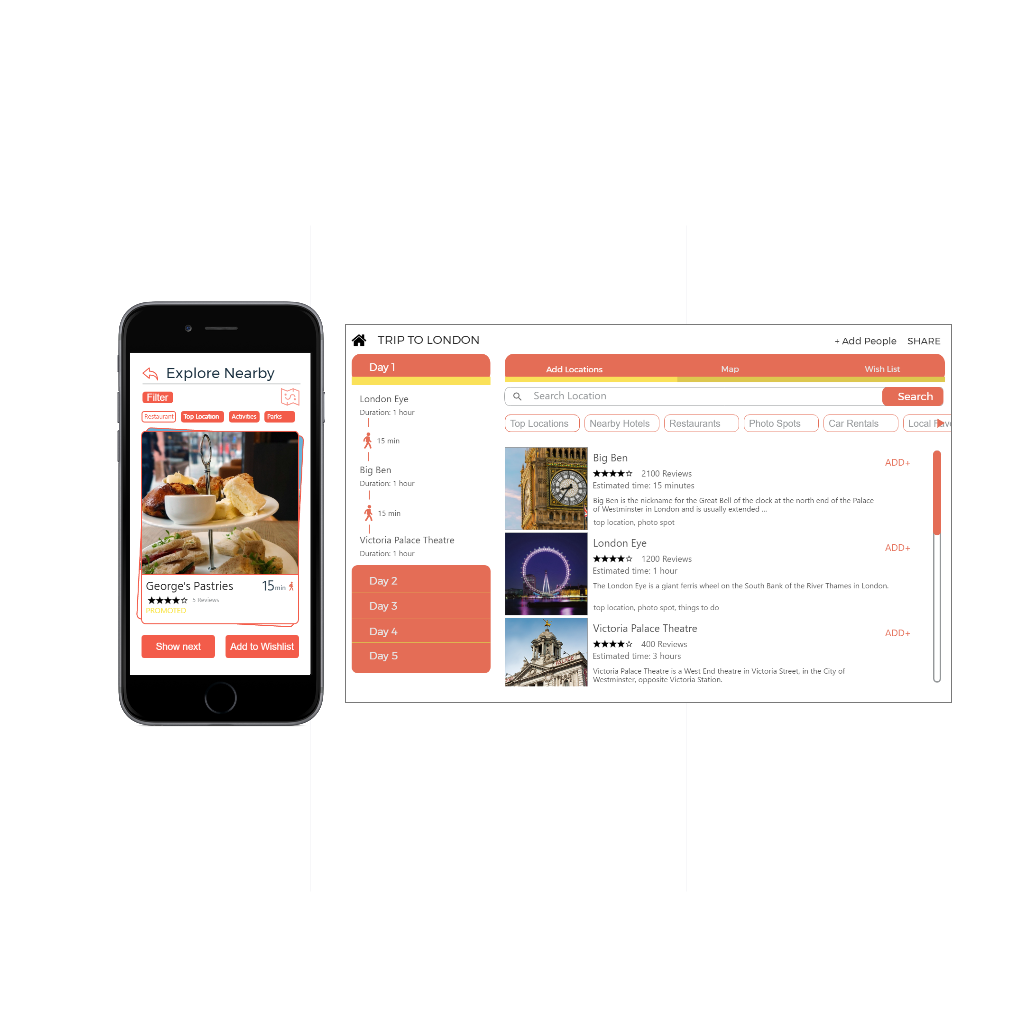 Explore Nearby
Filter
Restaurant
Top Location
Activities
Parks
George's Pastries
15min
5 Reviews
PROMOTED
Show next
Add to Wishlist
TRIP TO LONDON
+ Add People
SHARE
Day 1
London Eye
Duration: 1 hour
15 min
Big Ben
Duration: 1 hour
15 min
Victoria Palace Theatre
Duration: 1 hour
Day 2
Day 3
Day 4
Day 5
Add Locations
Map
Wish List
Search Location
Search
Top Locations
Nearby Hotels
Restaurants
Photo Spots
Car Rentals
Local Fave
Big Ben
2100 Reviews
ADD+
Estimated time: 15 minutes
Big Ben is the nickname for the Great Bell of the clock at the north end of the Palace
of Westminster in London and is usually extended ...
top location, photo spot
London Eye
1200 Reviews
ADD+
Estimated time: 1 hour
The London Eye is a giant ferris wheel on the South Bank of the River Thames in London.
top location, photo spot, things to do
Victoria Palace Theatre
400 Reviews
ADD+
Estimated time: 3 hours
Victoria Palace Theatre is a West End theatre in Victoria Street, in the City of
Westminster, opposite Victoria Station.